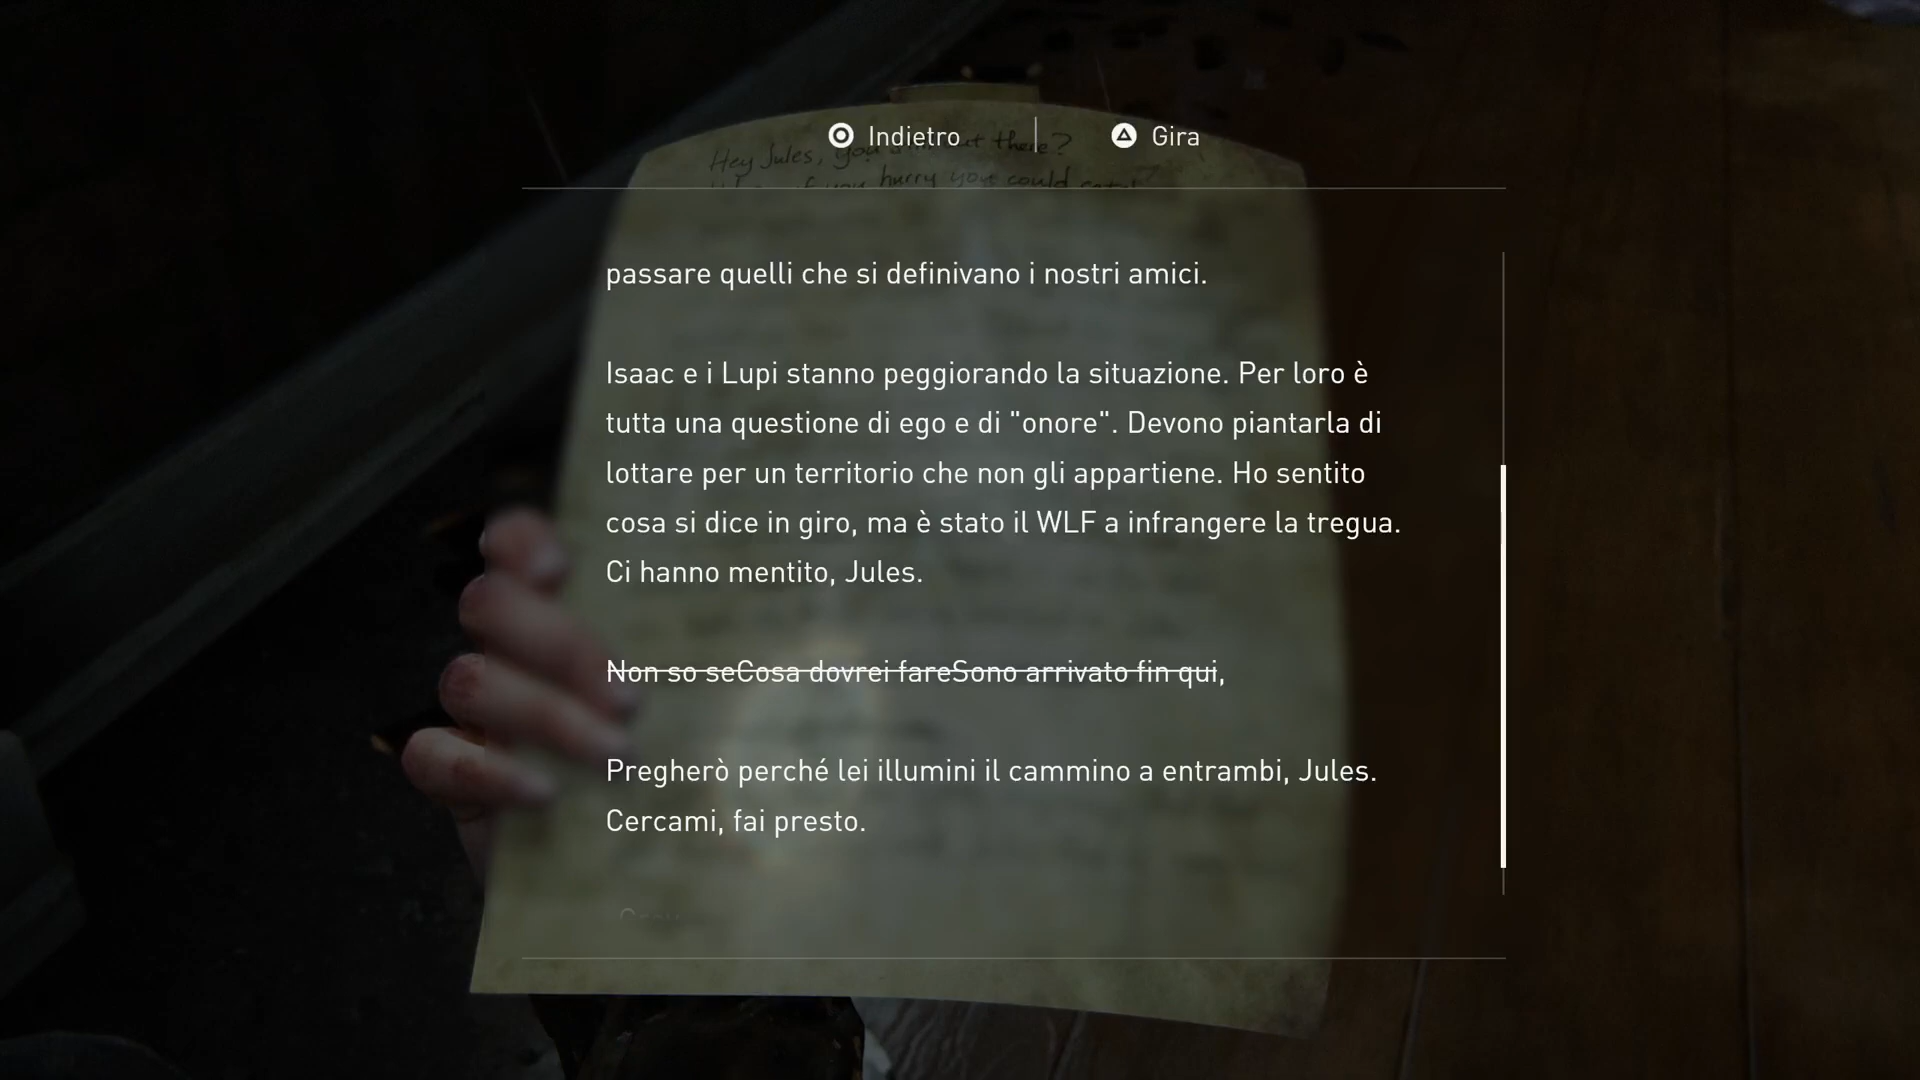 Indietro
Gira
Hey Jules, you
passare quelli che si definivano i nostri amici.
Isaac e i Lupi stanno peggiorando la situazione. Per loro è
tutta una questione di ego e di "onore". Devono piantarla di
lottare per un territorio che non gli appartiene. Ho sentito
cosa si dice in giro, ma è stato il WLF a infrangere la tregua.
Ci hanno mentito, Jules.
Non so seCosa dovrei fareSono arrivato fin qui,
Pregherò perché lei illumini il cammino a entrambi, Jules.
Cercami, fai presto.